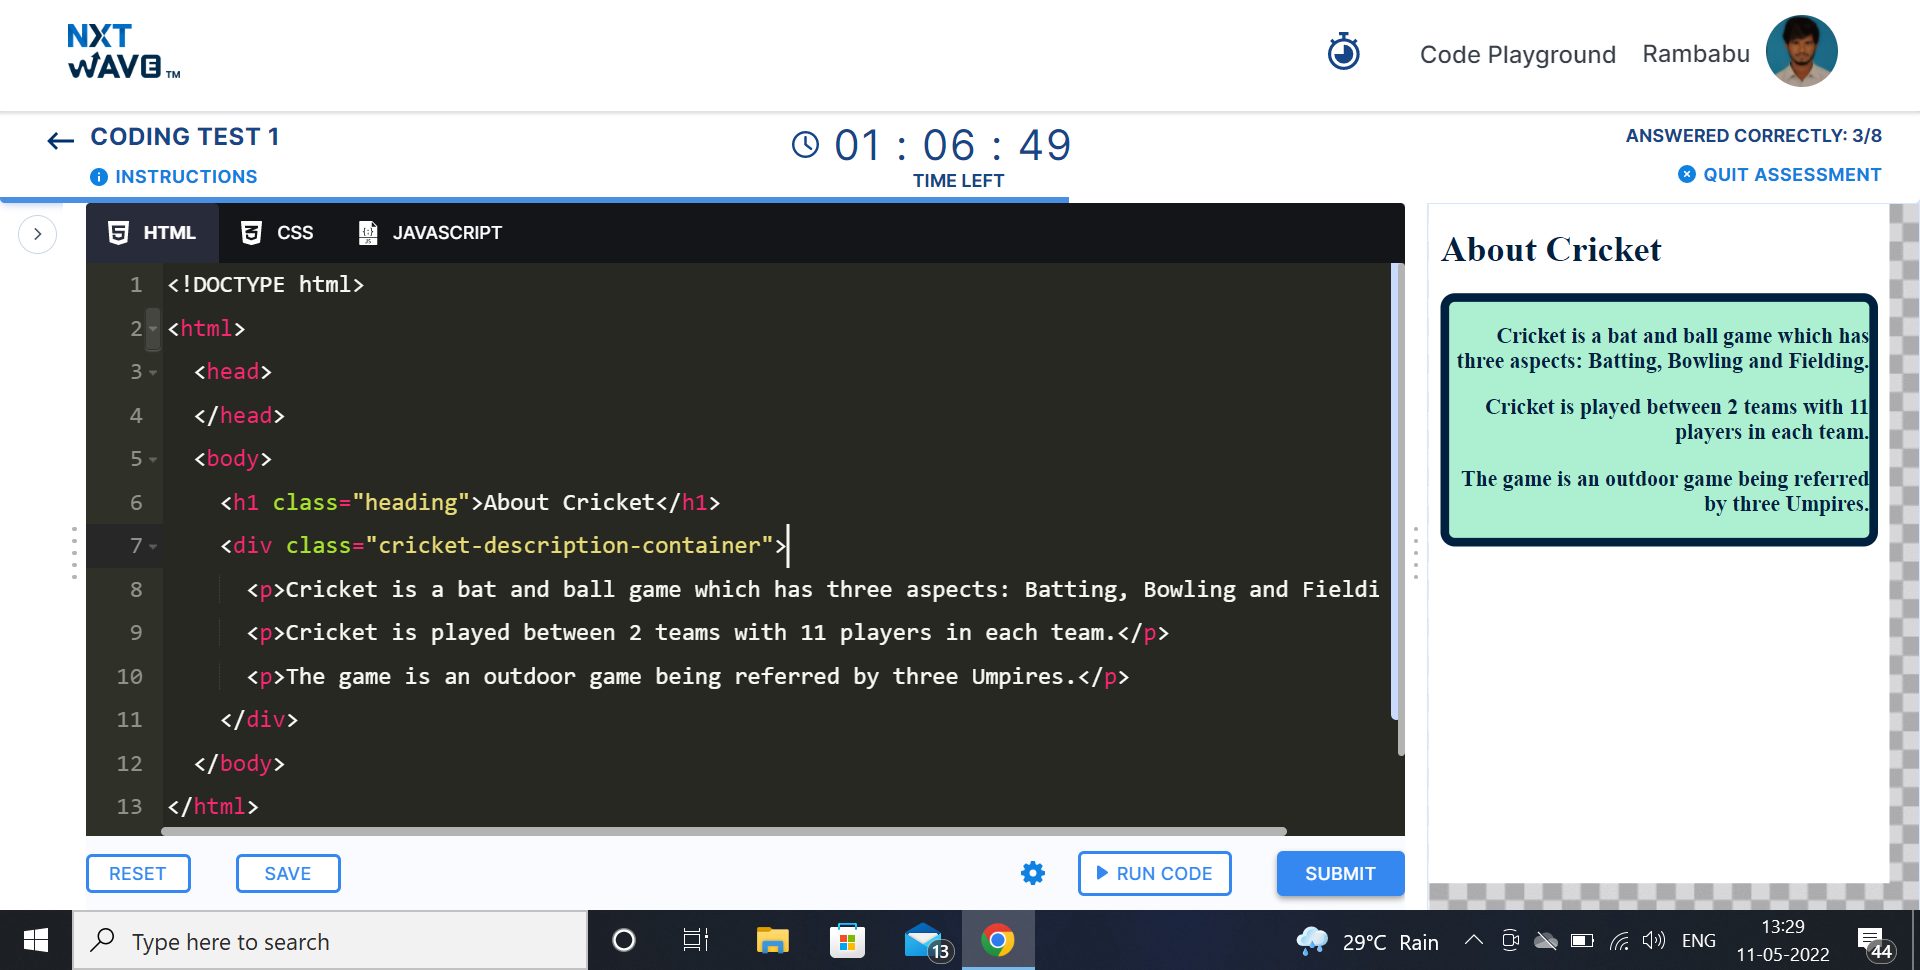 NXT
WAVE TM
Code Playground
Rambabu
CODING TEST 1
INSTRUCTIONS
01 : 06 : 49
TIME LEFT
ANSWERED CORRECTLY: 3/8
QUIT ASSESSMENT
HTML
CSS
JAVASCRIPT
1 <!DOCTYPE html>
2 <html>
3 <head>
4 </head>
5 <body>
6 <h1 class="heading">About Cricket</h1>
7 <div class="cricket-description-container">
8 <p>Cricket is a bat and ball game which has three aspects: Batting, Bowling and Fieldi
9 <p>Cricket is played between 2 teams with 11 players in each team.</p>
10 <p>The game is an outdoor game being referred by three Umpires.</p>
11 </div>
12 </body>
13 </html>
About Cricket
Cricket is a bat and ball game which has
three aspects: Batting, Bowling and Fielding.
Cricket is played between 2 teams with 11
players in each team.
The game is an outdoor game being referred
by three Umpires.
RESET
SAVE
RUN CODE
SUBMIT
Type here to search
13
29°C Rain
ENG
13:29
11-05-2022
44